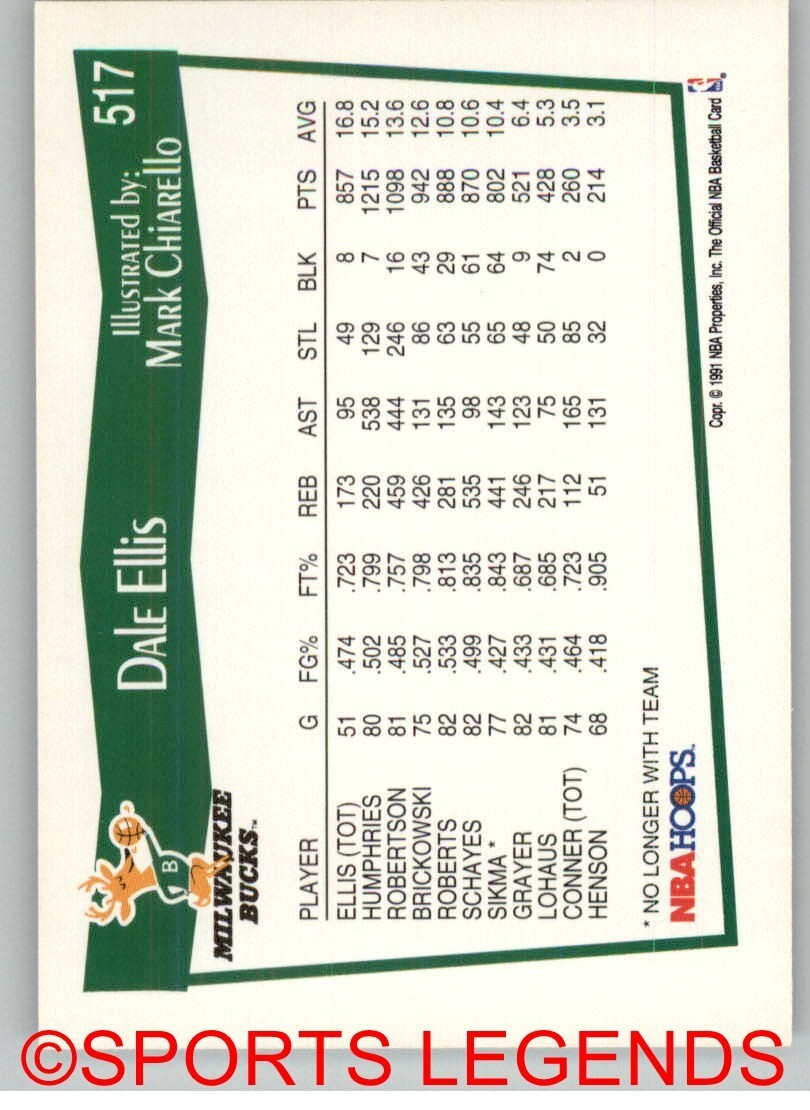 Dale Ellis
Illustrated by:
Mark Chiarello
517
B
MILWAUKEE
BUCKS™
PLAYER G FG% FT% REB AST STL BLK PTS AVG
ELLIS (TOT) 51 .474 .723 173 95 49 8 857 16.8
HUMPHRIES 80 .502 .799 220 538 129 7 1215 15.2
ROBERTSON 81 .485 .757 459 444 246 16 1098 13.6
BRICKOWSKI 75 .527 .798 426 131 86 43 942 12.6
ROBERTS 82 .533 .813 281 135 63 29 888 10.8
SCHAYES 82 .499 .835 535 98 55 61 870 10.6
SIKMA * 77 .427 .843 441 143 65 64 802 10.4
GRAYER 82 .433 .687 246 123 48 9 521 6.4
LOHAUS 81 .431 .685 217 75 50 74 428 5.3
CONNER (TOT) 74 .464 .723 112 165 85 2 260 3.5
HENSON 68 .418 .905 51 131 32 0 214 3.1
* NO LONGER WITH TEAM
NBA HOOPS™
Copr. © 1991 NBA Properties, Inc. The Official NBA Basketball Card ®
©SPORTS LEGENDS